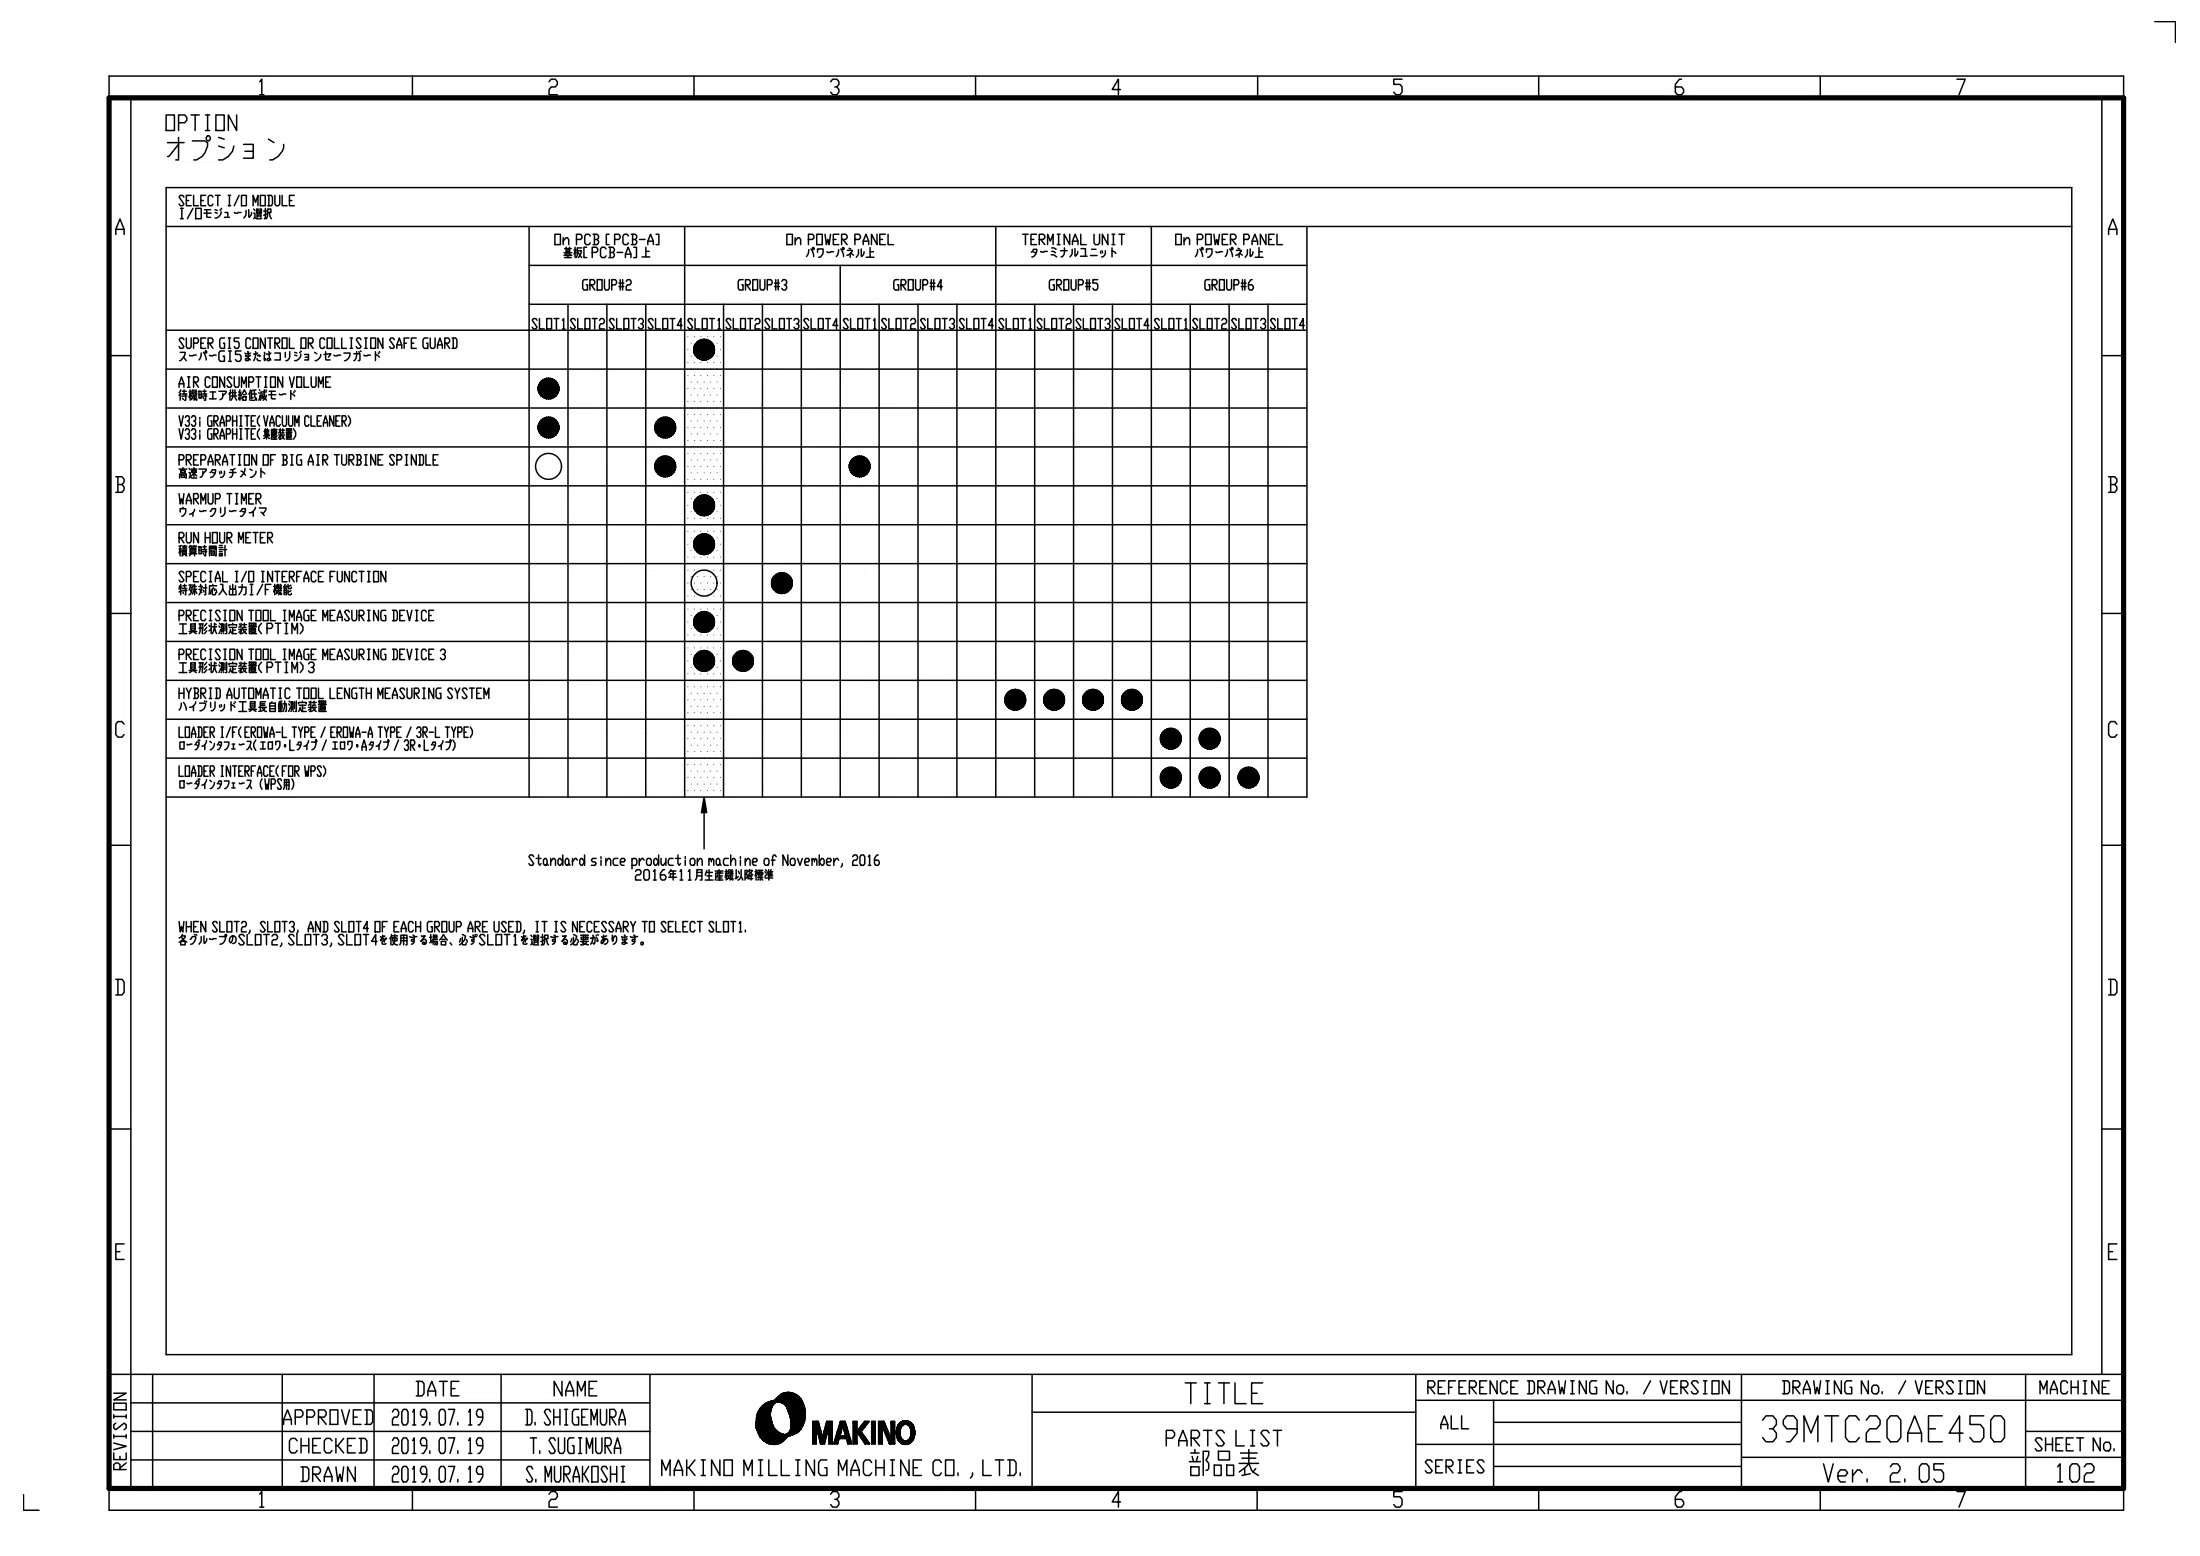 1 2 3 4 5 6 7
OPTION
オプション
SELECT I/O MODULE
I/Oモジュール選択
On PCB [PCB-A]
基板[PCB-A]上
On POWER PANEL
パワーパネル上
TERMINAL UNIT
ターミナルユニット
On POWER PANEL
パワーパネル上
GROUP#2 GROUP#3 GROUP#4 GROUP#5 GROUP#6
SLOT1 SLOT2 SLOT3 SLOT4 SLOT1 SLOT2 SLOT3 SLOT4 SLOT1 SLOT2 SLOT3 SLOT4 SLOT1 SLOT2 SLOT3 SLOT4 SLOT1 SLOT2 SLOT3 SLOT4
SUPER GI5 CONTROL OR COLLISION SAFE GUARD
スーパーGI5またはコリジョンセーフガード
AIR CONSUMPTION VOLUME
待機時エア供給低減モード
V33i GRAPHITE(VACUUM CLEANER)
V33i GRAPHITE(集塵装置)
PREPARATION OF BIG AIR TURBINE SPINDLE
高速アタッチメント
WARMUP TIMER
ウィークリータイマ
RUN HOUR METER
積算時間計
SPECIAL I/O INTERFACE FUNCTION
特殊対応入出力I/F機能
PRECISION TOOL IMAGE MEASURING DEVICE
工具形状測定装置(PTIM)
PRECISION TOOL IMAGE MEASURING DEVICE 3
工具形状測定装置(PTIM)3
HYBRID AUTOMATIC TOOL LENGTH MEASURING SYSTEM
ハイブリッド工具長自動測定装置
LOADER I/F(EROWA-L TYPE / EROWA-A TYPE / 3R-L TYPE)
ローダインタフェース(エロワ・Lタイプ / エロワ・Aタイプ / 3R・Lタイプ)
LOADER INTERFACE(FOR WPS)
ローダインタフェース (WPS用)
Standard since production machine of November, 2016
2016年11月生産機以降標準
WHEN SLOT2, SLOT3, AND SLOT4 OF EACH GROUP ARE USED, IT IS NECESSARY TO SELECT SLOT1.
各グループのSLOT2, SLOT3, SLOT4を使用する場合、必ずSLOT1を選択する必要があります。
A A
B B
C C
D D
E E
REVISION
DATE NAME
APPROVED 2019.07.19 D. SHIGEMURA
CHECKED 2019.07.19 T. SUGIMURA
DRAWN 2019.07.19 S. MURAKOSHI
MAKINO
MAKINO MILLING MACHINE CO., LTD.
TITLE
PARTS LIST
部品表
REFERENCE DRAWING No. / VERSION
ALL
SERIES
DRAWING No. / VERSION
39MTC20AE450
Ver. 2.05
MACHINE
SHEET No.
102
1 2 3 4 5 6 7